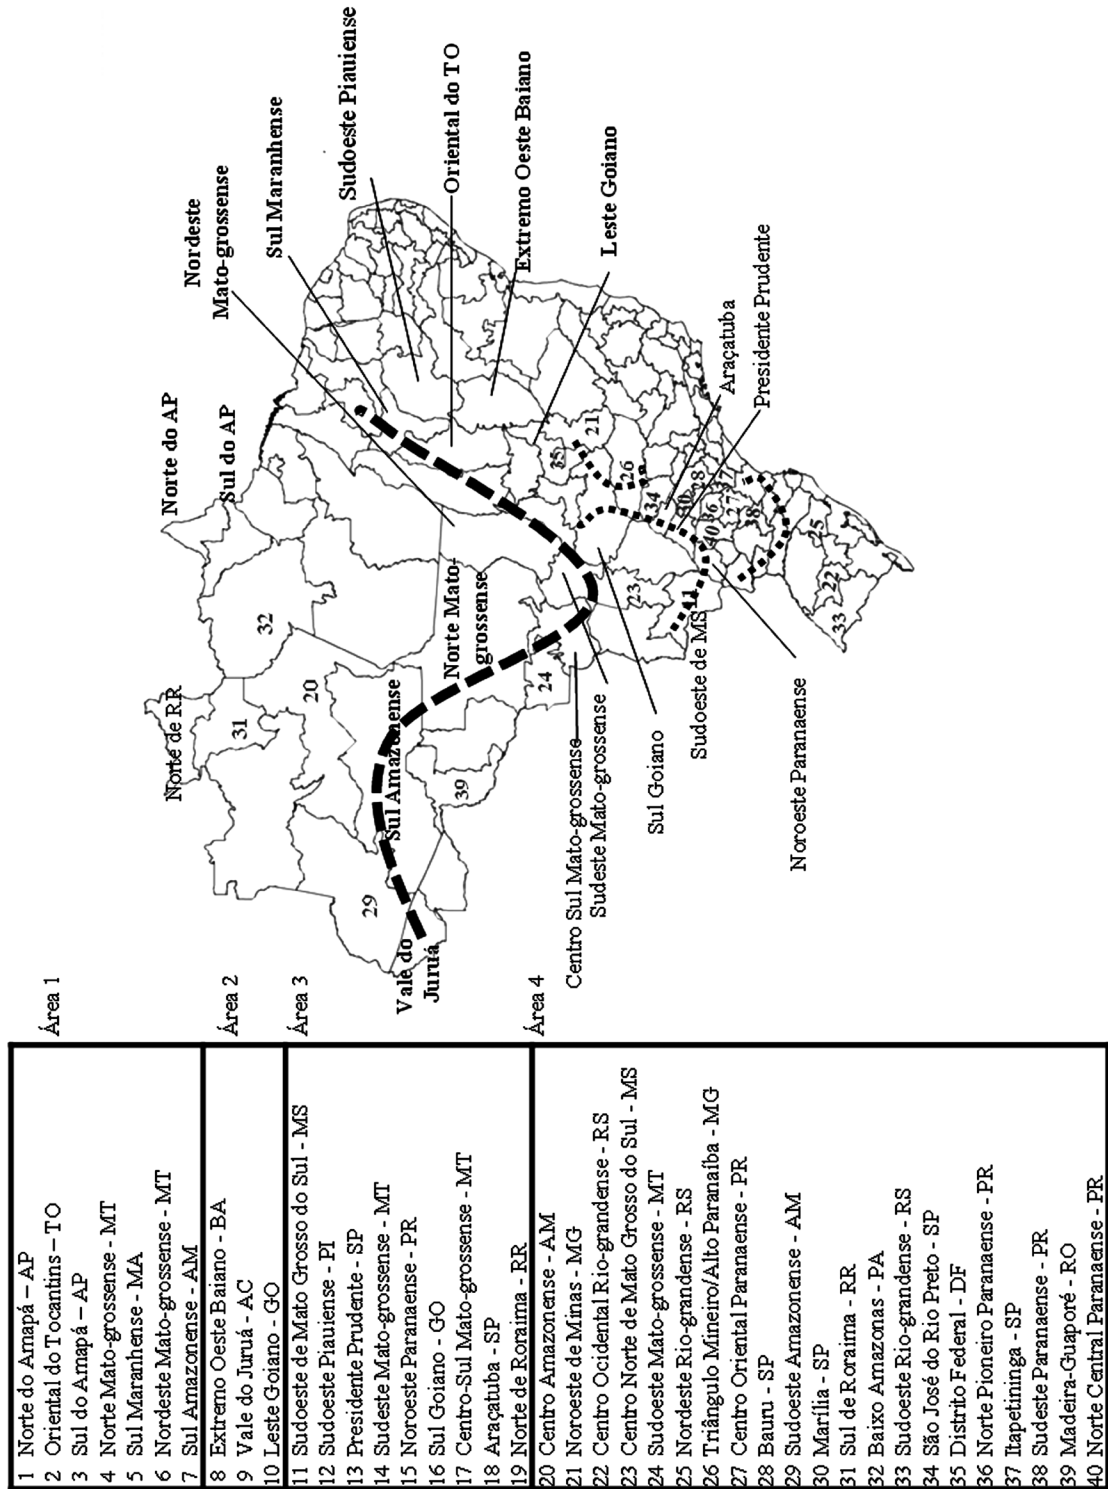 1 Norte do Amapá – AP
2 Oriental do Tocantins – TO
3 Sul do Amapá – AP
4 Norte Mato-grossense - MT
5 Sul Maranhense - MA
6 Nordeste Mato-grossense - MT
7 Sul Amazonense - AM
Área 1
8 Extremo Oeste Baiano - BA
9 Vale do Juruá - AC
10 Leste Goiano - GO
Área 2
11 Sudoeste de Mato Grosso do Sul - MS
12 Sudoeste Piauiense - PI
13 President Prudente - SP
14 Sudeste Mato-grossense - MT
15 Noroeste Paranaense - PR
16 Sul Goiano - GO
17 Centro-Sul Mato-grossense - MT
18 Araçatuba - SP
19 Norte de Roraima - RR
Área 3
20 Centro Amazonense - AM
21 Noroeste de Minas - MG
22 Centro Ocidental Rio-grandense - RS
23 Centro Norte de Mato Grosso do Sul - MS
24 Sudoeste Mato-grossense - MT
25 Nordeste Rio-grandense - RS
26 Triângulo Mineiro/Alto Paranaíba - MG
27 Centro Oriental Paranaense - PR
28 Bauru - SP
29 Sudoeste Amazonense - AM
30 Marília - SP
31 Sul de Roraima - RR
32 Baixo Amazonas - PA
33 Sudoeste Rio-grandense - RS
34 São José do Rio Preto - SP
35 Distrito Federal - DF
36 Norte Pioneiro Paranaense - PR
37 Itapetininga - SP
38 Sudeste Paranaense - PR
39 Madeira-Guaporé - RO
40 Norte Central Paranaense - PR
Área 4
Norte de RR
Norte do AP
Sul do AP
Nordeste
Mato-grossense
Sul Maranhense
Sudoeste Piauiense
Oriental do TO
Extremo Oeste Baiano
Leste Goiano
Araçatuba
Presidente Prudente
Vale do
Juruá
Sul Amazonense
Norte Mato-
grossense
Centro Sul Mato-grossense
Sudeste Mato-grossense
Sul Goiano
Sudoeste de MS
Noroeste Paranaense
31
32
20
29
39
24
35
21
26
23
34
30
28
11
40
36
27
37
38
25
22
33